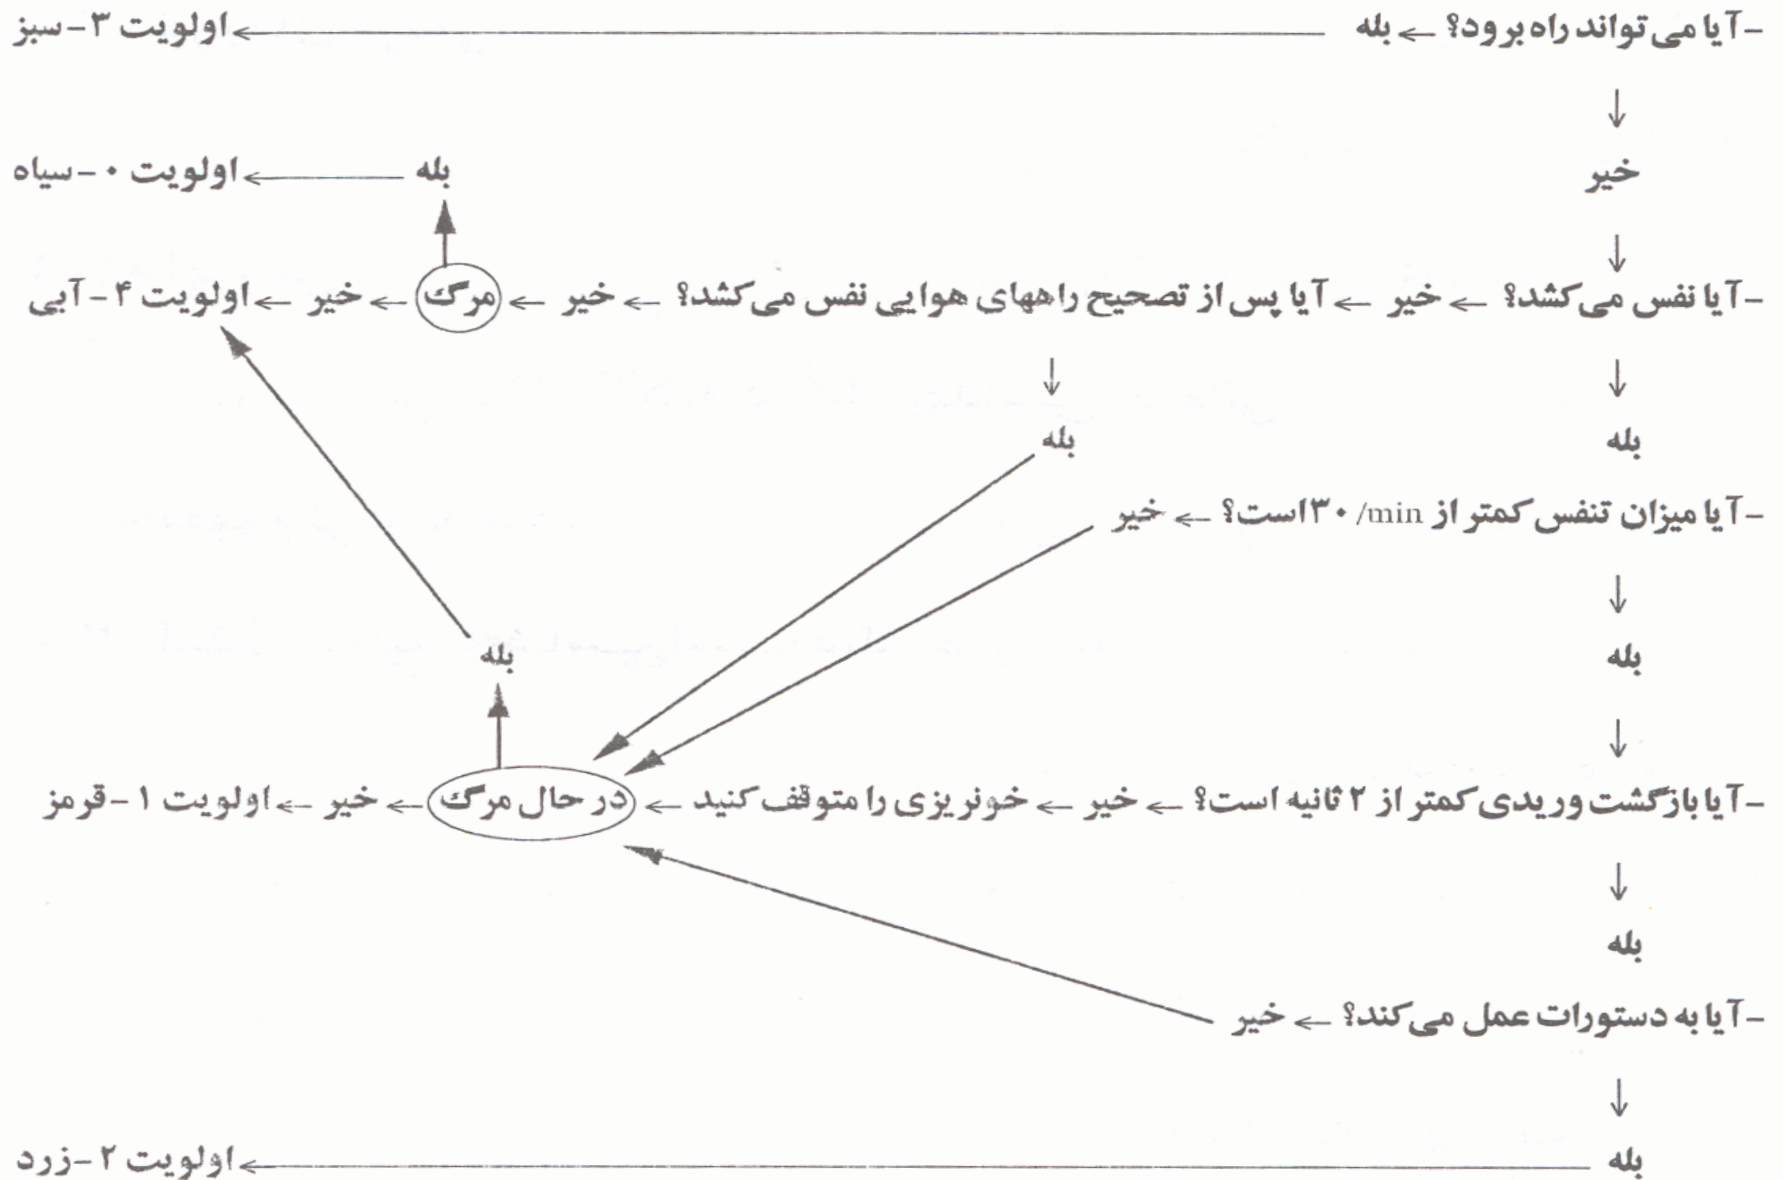 -آیا می‌تواند راه برود؟ ← بله ← اولویت ۳-سبز
↓
خیر
بله ← اولویت ۰-سیاه
↓
-آیا نفس می‌کشد؟ ← خیر ← آیا پس از تصحیح راههای هوایی نفس می‌کشد؟ ← خیر ← مرگ ← خیر ← اولویت ۴-آبی
↓ ↓
بله بله
-آیا میزان تنفس کمتر از ۳۰/min است؟ ← خیر
↓
بله بله
↓
-آیا بازگشت وریدی کمتر از ۲ ثانیه است؟ ← خیر ← خونریزی را متوقف کنید ← در حال مرگ ← خیر ← اولویت ۱-قرمز
↓
بله
-آیا به دستورات عمل می‌کند؟ ← خیر
↓
بله ← اولویت ۲-زرد